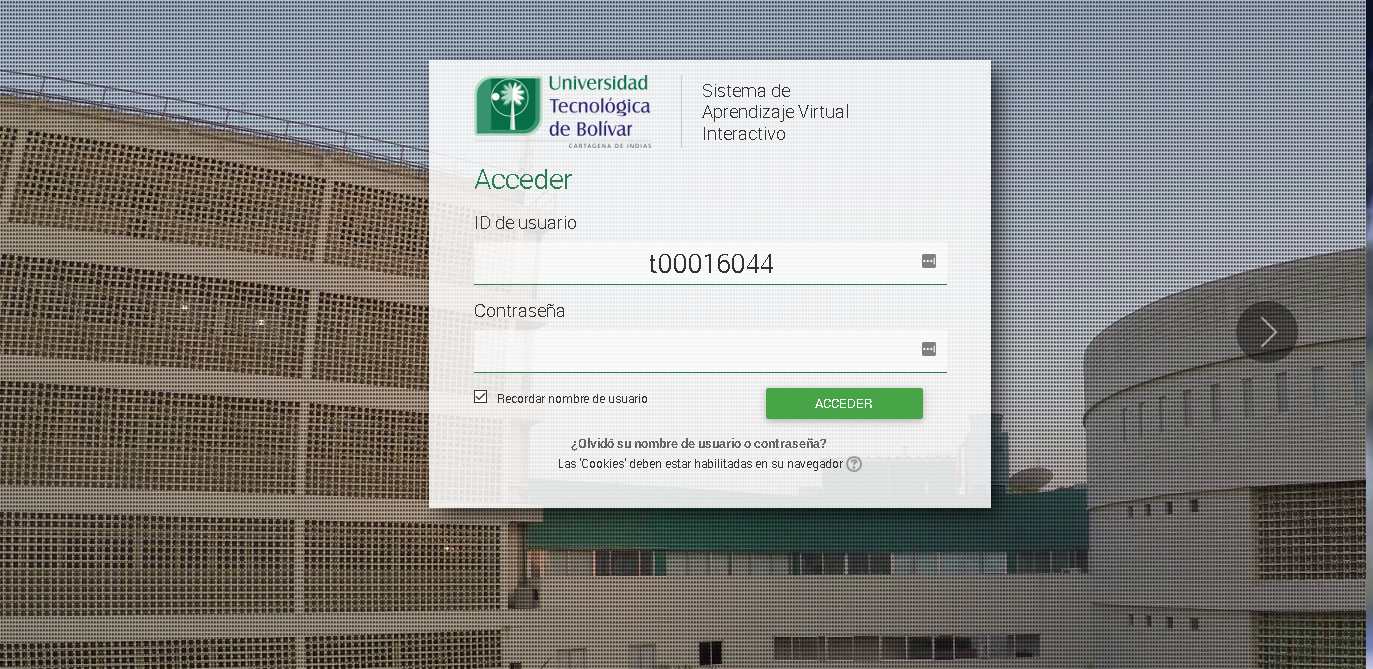 Universidad
Tecnológica
de Bolívar
CARTAGENA DE INDIAS
Sistema de
Aprendizaje Virtual
Interactivo
Acceder
ID de usuario
t00016044
Contraseña
Recordar nombre de usuario
ACCEDER
¿Olvidó su nombre de usuario o contraseña?
Las 'Cookies' deben estar habilitadas en su navegador ?